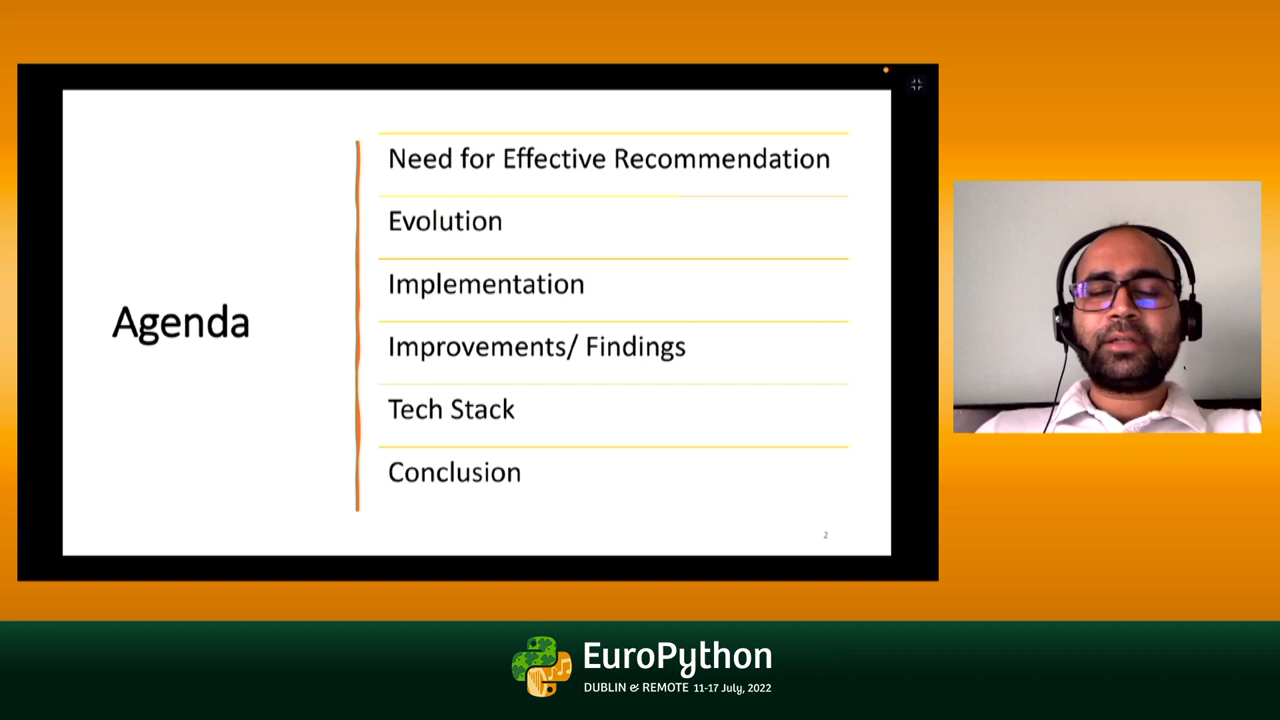 Agenda
Need for Effective Recommendation
Evolution
Implementation
Improvements/ Findings
Tech Stack
Conclusion
2
EuroPython
DUBLIN & REMOTE 11-17 July, 2022